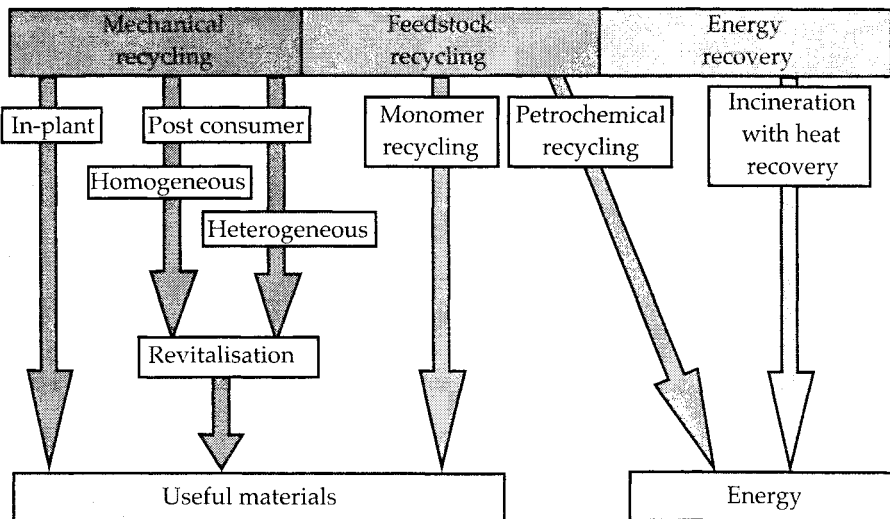 Mechanical
recycling
Feedstock
recycling
Energy
recovery
In-plant
Post consumer
Monomer
recycling
Petrochemical
recycling
Incineration
with heat
recovery
Homogeneous
Heterogeneous
Revitalisation
Useful materials
Energy